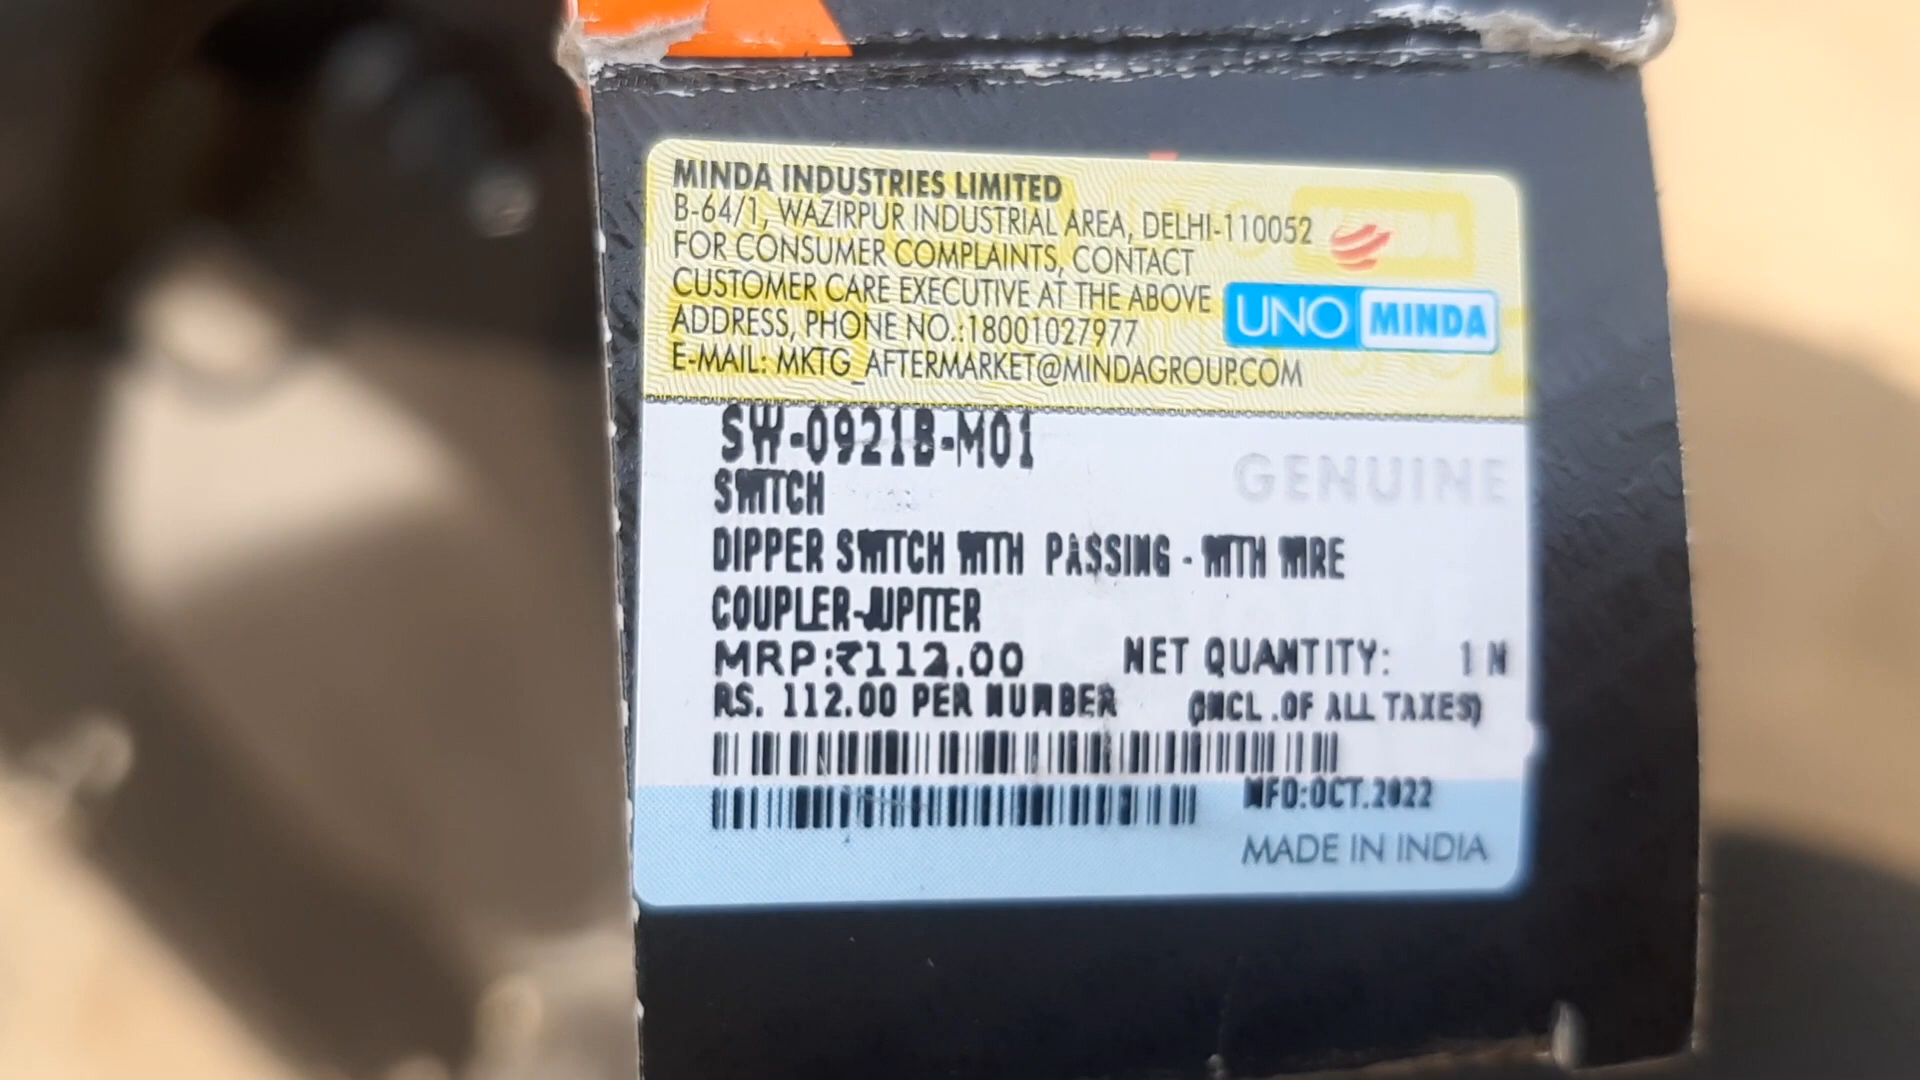 MINDA INDUSTRIES LIMITED
B-64/1, WAZIRPUR INDUSTRIAL AREA, DELHI-110052
FOR CONSUMER COMPLAINTS, CONTACT
CUSTOMER CARE EXECUTIVE AT THE ABOVE
ADDRESS, PHONE NO.:18001027977
E-MAIL: MKTG_AFTERMARKET@MINDAGROUP.COM
UNO MINDA
SW-0921B-M01
GENUINE
SWITCH
DIPPER SWITCH WITH PASSING - WITH WIRE
COUPLER-JUPITER
MRP:₹112.00 NET QUANTITY: 1 N
RS. 112.00 PER NUMBER (INCL .OF ALL TAXES)
MFD:OCT.2022
MADE IN INDIA